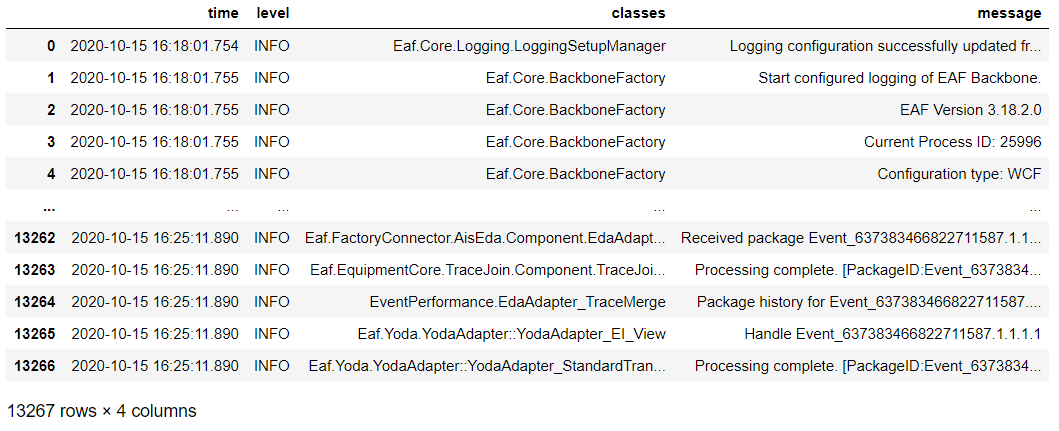 time level classes message
0 2020-10-15 16:18:01.754 INFO Eaf.Core.Logging.LoggingSetupManager Logging configuration successfully updated fr...
1 2020-10-15 16:18:01.755 INFO Eaf.Core.BackboneFactory Start configured logging of EAF Backbone.
2 2020-10-15 16:18:01.755 INFO Eaf.Core.BackboneFactory EAF Version 3.18.2.0
3 2020-10-15 16:18:01.755 INFO Eaf.Core.BackboneFactory Current Process ID: 25996
4 2020-10-15 16:18:01.755 INFO Eaf.Core.BackboneFactory Configuration type: WCF
... ... ... ... ...
13262 2020-10-15 16:25:11.890 INFO Eaf.FactoryConnector.AisEda.Component.EdaAdapt... Received package Event_637383466822711587.1.1...
13263 2020-10-15 16:25:11.890 INFO Eaf.EquipmentCore.TraceJoin.Component.TraceJoi... Processing complete. [PackageID:Event_6373834...
13264 2020-10-15 16:25:11.890 INFO EventPerformance.EdaAdapter_TraceMerge Package history for Event_637383466822711587....
13265 2020-10-15 16:25:11.890 INFO Eaf.Yoda.YodaAdapter::YodaAdapter_EI_View Handle Event_637383466822711587.1.1.1.1
13266 2020-10-15 16:25:11.890 INFO Eaf.Yoda.YodaAdapter::YodaAdapter_StandardTran... Processing complete. [PackageID:Event_6373834...
13267 rows × 4 columns